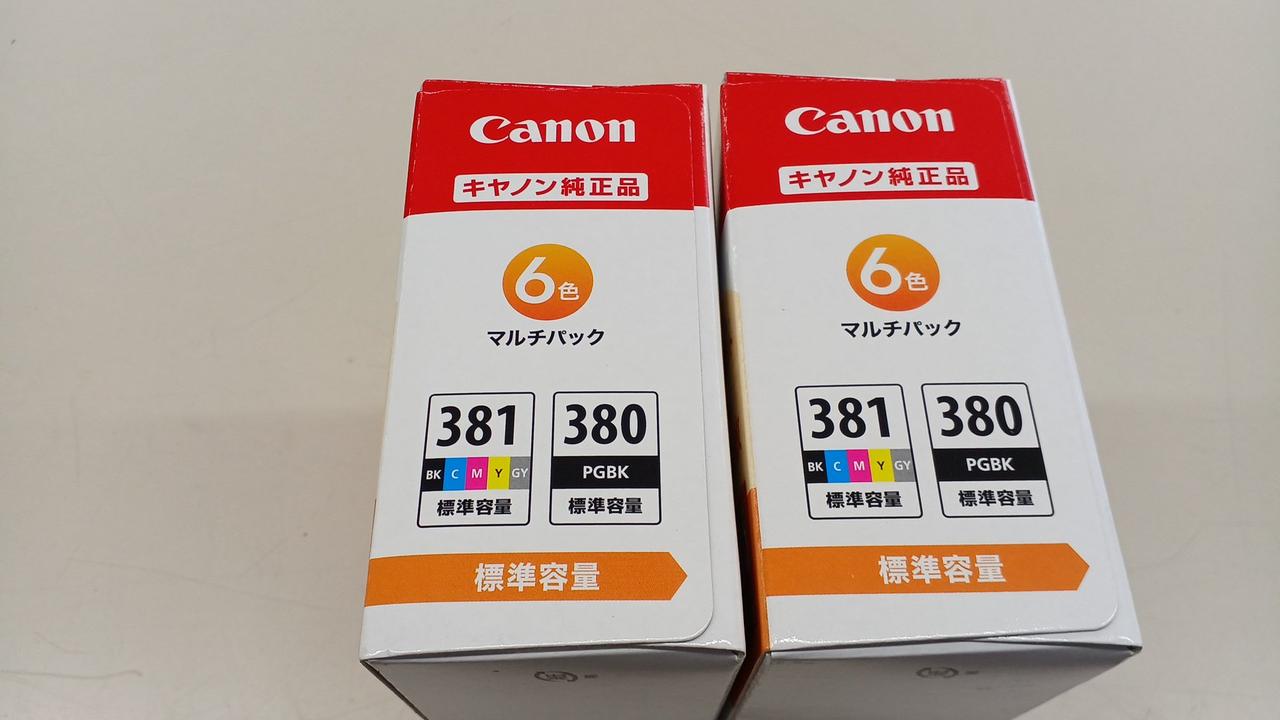 Canon
キヤノン純正品
6色
マルチパック
381
BK C M Y GY
標準容量
380
PGBK
標準容量
標準容量
Canon
キヤノン純正品
6色
マルチパック
381
BK C M Y GY
標準容量
380
PGBK
標準容量
標準容量